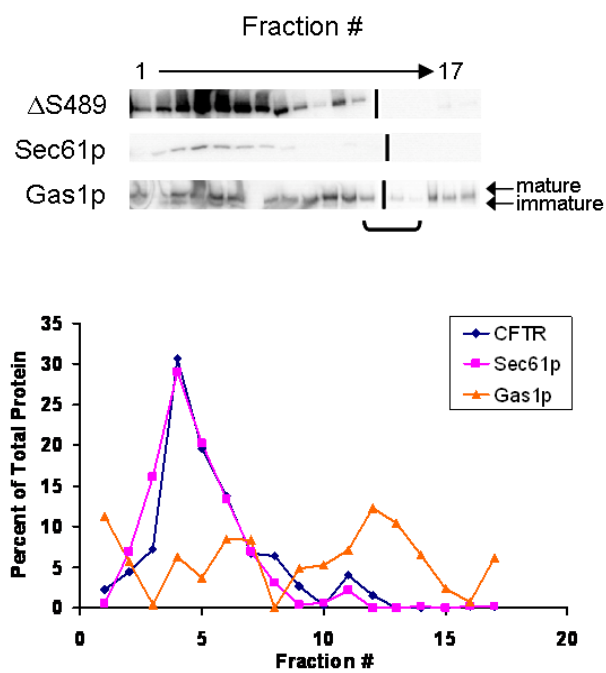 Fraction #
1 17
ΔS489
Sec61p
Gas1p
mature
immature
35
30
25
20
15
10
5
0
Percent of Total Protein
CFTR
Sec61p
Gas1p
0 5 10 15 20
Fraction #